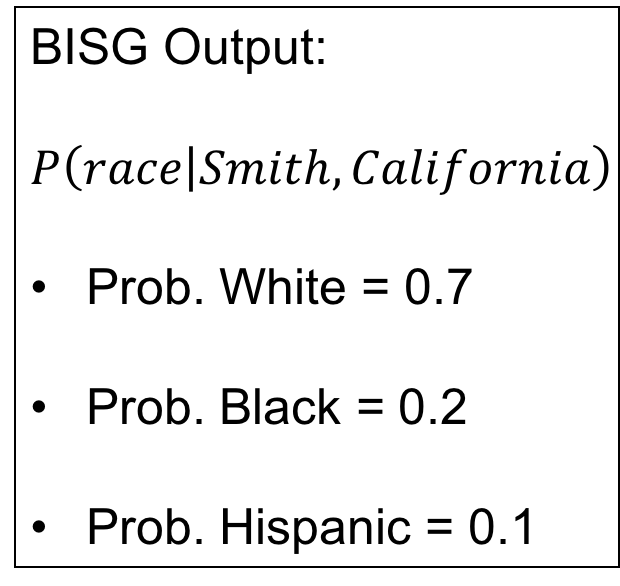 BISG Output:
P(race|Smith, California)
• Prob. White = 0.7
• Prob. Black = 0.2
• Prob. Hispanic = 0.1